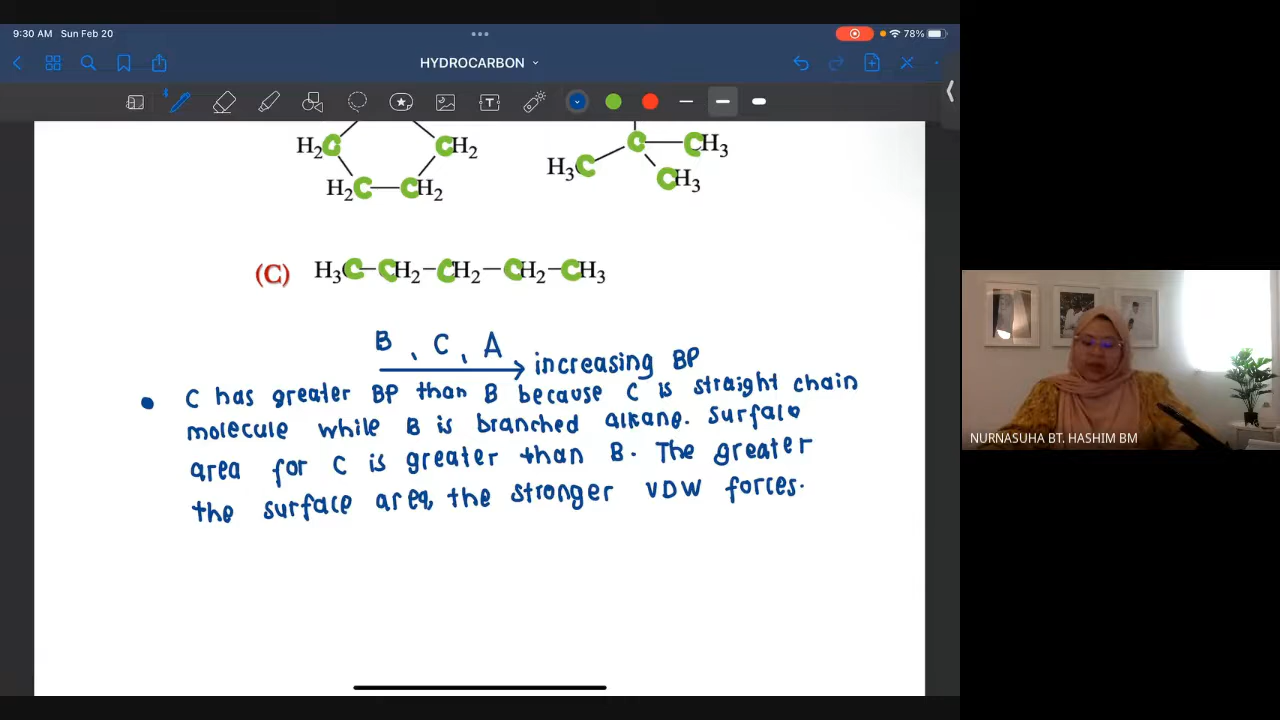 9:30 AM Sun Feb 20
78%
HYDROCARBON
T
H₂C CH₂
H₂C—CH₂
C—CH₃
H₃C
CH₃
(C) H₃C–CH₂–CH₂–CH₂–CH₃
B, C, A
increasing BP
• C has greater BP than B because C is straight chain
molecule while B is branched alkane. Surface
area for C is greater than B. The greater
the surface area, the stronger VDW forces.
NURNASUHA BT. HASHIM BM